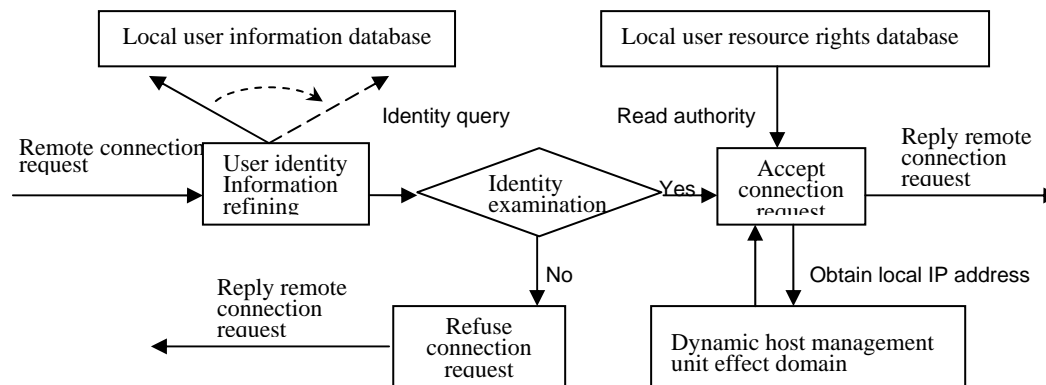 Local user information database
Local user resource rights database
Identity query
Read authority
Remote connection
request
User identity
Information
refining
Identity
examination
Yes
Accept
connection
request
Reply remote
connection
request
No
Obtain local IP address
Reply remote
connection
request
Refuse
connection
request
Dynamic host management
unit effect domain